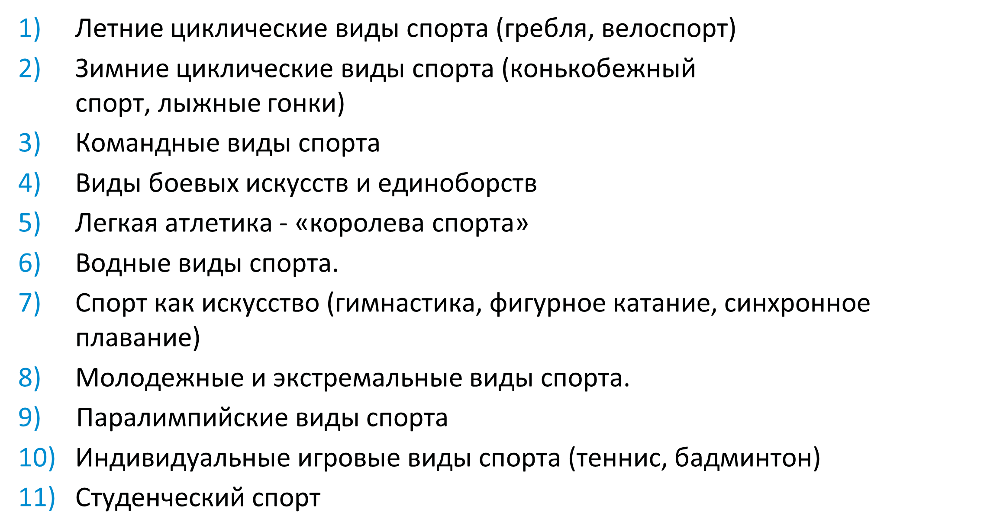 1) Летние циклические виды спорта (гребля, велоспорт)
2) Зимние циклические виды спорта (конькобежный
спорт, лыжные гонки)
3) Командные виды спорта
4) Виды боевых искусств и единоборств
5) Легкая атлетика - «королева спорта»
6) Водные виды спорта.
7) Спорт как искусство (гимнастика, фигурное катание, синхронное
плавание)
8) Молодежные и экстремальные виды спорта.
9) Паралимпийские виды спорта
10) Индивидуальные игровые виды спорта (теннис, бадминтон)
11) Студенческий спорт